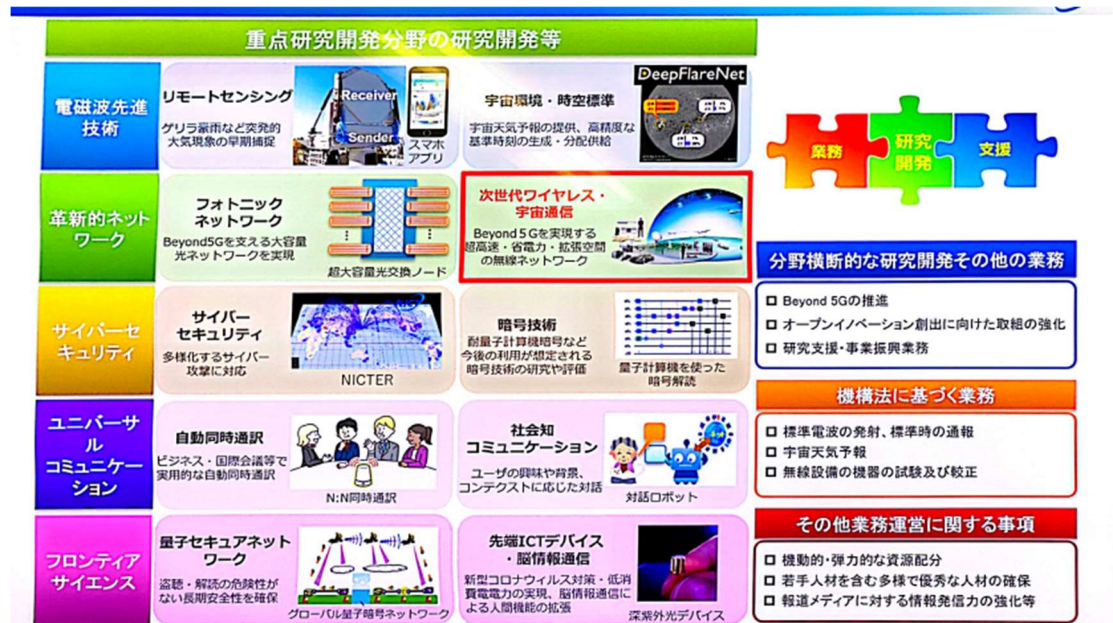 重点研究開発分野の研究開発等
電磁波先進
技術
リモートセンシング
ゲリラ豪雨など突発的
大気現象の早期捕捉
Receiver
Sender
スマホ
アプリ
宇宙環境・時空標準
宇宙天気予報の提供、高精度な
基準時刻の生成・分配供給
DeepFlareNet
革新的ネット
ワーク
フォトニック
ネットワーク
Beyond5Gを支える大容量
光ネットワークを実現
超大容量光交換ノード
次世代ワイヤレス・
宇宙通信
Beyond 5Gを実現する
超高速・省電力・拡張空間
の無線ネットワーク
サイバーセ
キュリティ
サイバー
セキュリティ
多様化するサイバー
攻撃に対応
NICTER
暗号技術
耐量子計算機暗号など
今後の利用が想定される
暗号技術の研究や評価
量子計算機を使った
暗号解読
ユニバーサ
ル
コミュニケー
ション
自動同時通訳
ビジネス・国際会議等で
実用的な自動同時通訳
N:N同時通訳
社会知
コミュニケーション
ユーザの興味や背景、
コンテクストに応じた対話
対話ロボット
フロンティア
サイエンス
量子セキュアネット
ワーク
盗聴・解読の危険性が
ない長期安全性を確保
グローバル量子暗号ネットワーク
先端ICTデバイス
・脳情報通信
新型コロナウィルス対策・低消
費電電力の実現、脳情報通信に
よる人間機能の拡張
深紫外光デバイス
業務
研究
開発
支援
分野横断的な研究開発その他の業務
□ Beyond 5Gの推進
□ オープンイノベーション創出に向けた取組の強化
□ 研究支援・事業振興業務
機構法に基づく業務
□ 標準電波の発射、標準時の通報
□ 宇宙天気予報
□ 無線設備の機器の試験及び較正
その他業務運営に関する事項
□ 機動的・弾力的な資源配分
□ 若手人材を含む多様で優秀な人材の確保
□ 報道メディアに対する情報発信力の強化等